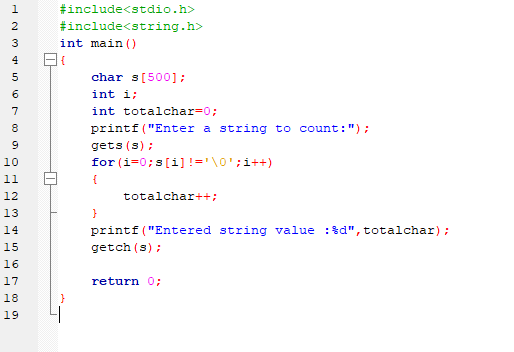 1 #include<stdio.h>
2 #include<string.h>
3 int main()
4 {
5 char s[500];
6 int i;
7 int totalchar=0;
8 printf("Enter a string to count:");
9 gets(s);
10 for(i=0;s[i]!='\0';i++)
11 {
12 totalchar++;
13 }
14 printf("Entered string value :%d",totalchar);
15 getch(s);
16
17 return 0;
18 }
19